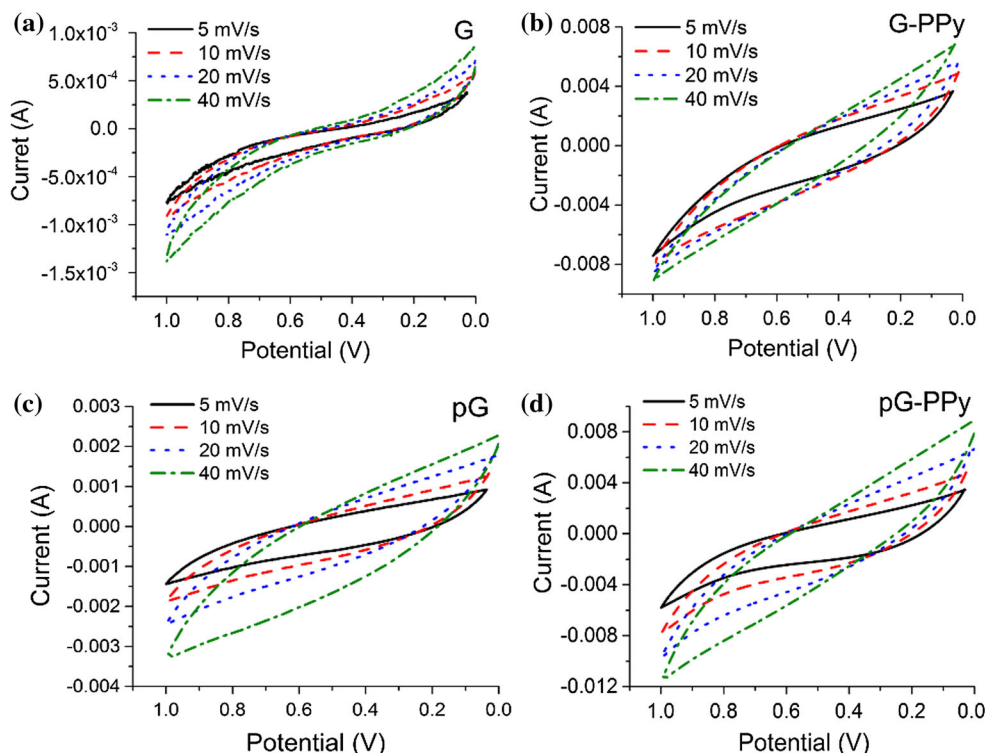 (a)
G
5 mV/s
10 mV/s
20 mV/s
40 mV/s
1.0x10⁻³
5.0x10⁻⁴
0.0
-5.0x10⁻⁴
-1.0x10⁻³
-1.5x10⁻³
Curret (A)
1.0 0.8 0.6 0.4 0.2 0.0
Potential (V)
(b)
G-PPy
5 mV/s
10 mV/s
20 mV/s
40 mV/s
0.008
0.004
0.000
-0.004
-0.008
Current (A)
1.0 0.8 0.6 0.4 0.2 0.0
Potential (V)
(c)
pG
5 mV/s
10 mV/s
20 mV/s
40 mV/s
0.003
0.002
0.001
0.000
-0.001
-0.002
-0.003
-0.004
Current (A)
1.0 0.8 0.6 0.4 0.2 0.0
Potential (V)
(d)
pG-PPy
5 mV/s
10 mV/s
20 mV/s
40 mV/s
0.008
0.004
0.000
-0.004
-0.008
-0.012
Current (A)
1.0 0.8 0.6 0.4 0.2 0.0
Potential (V)